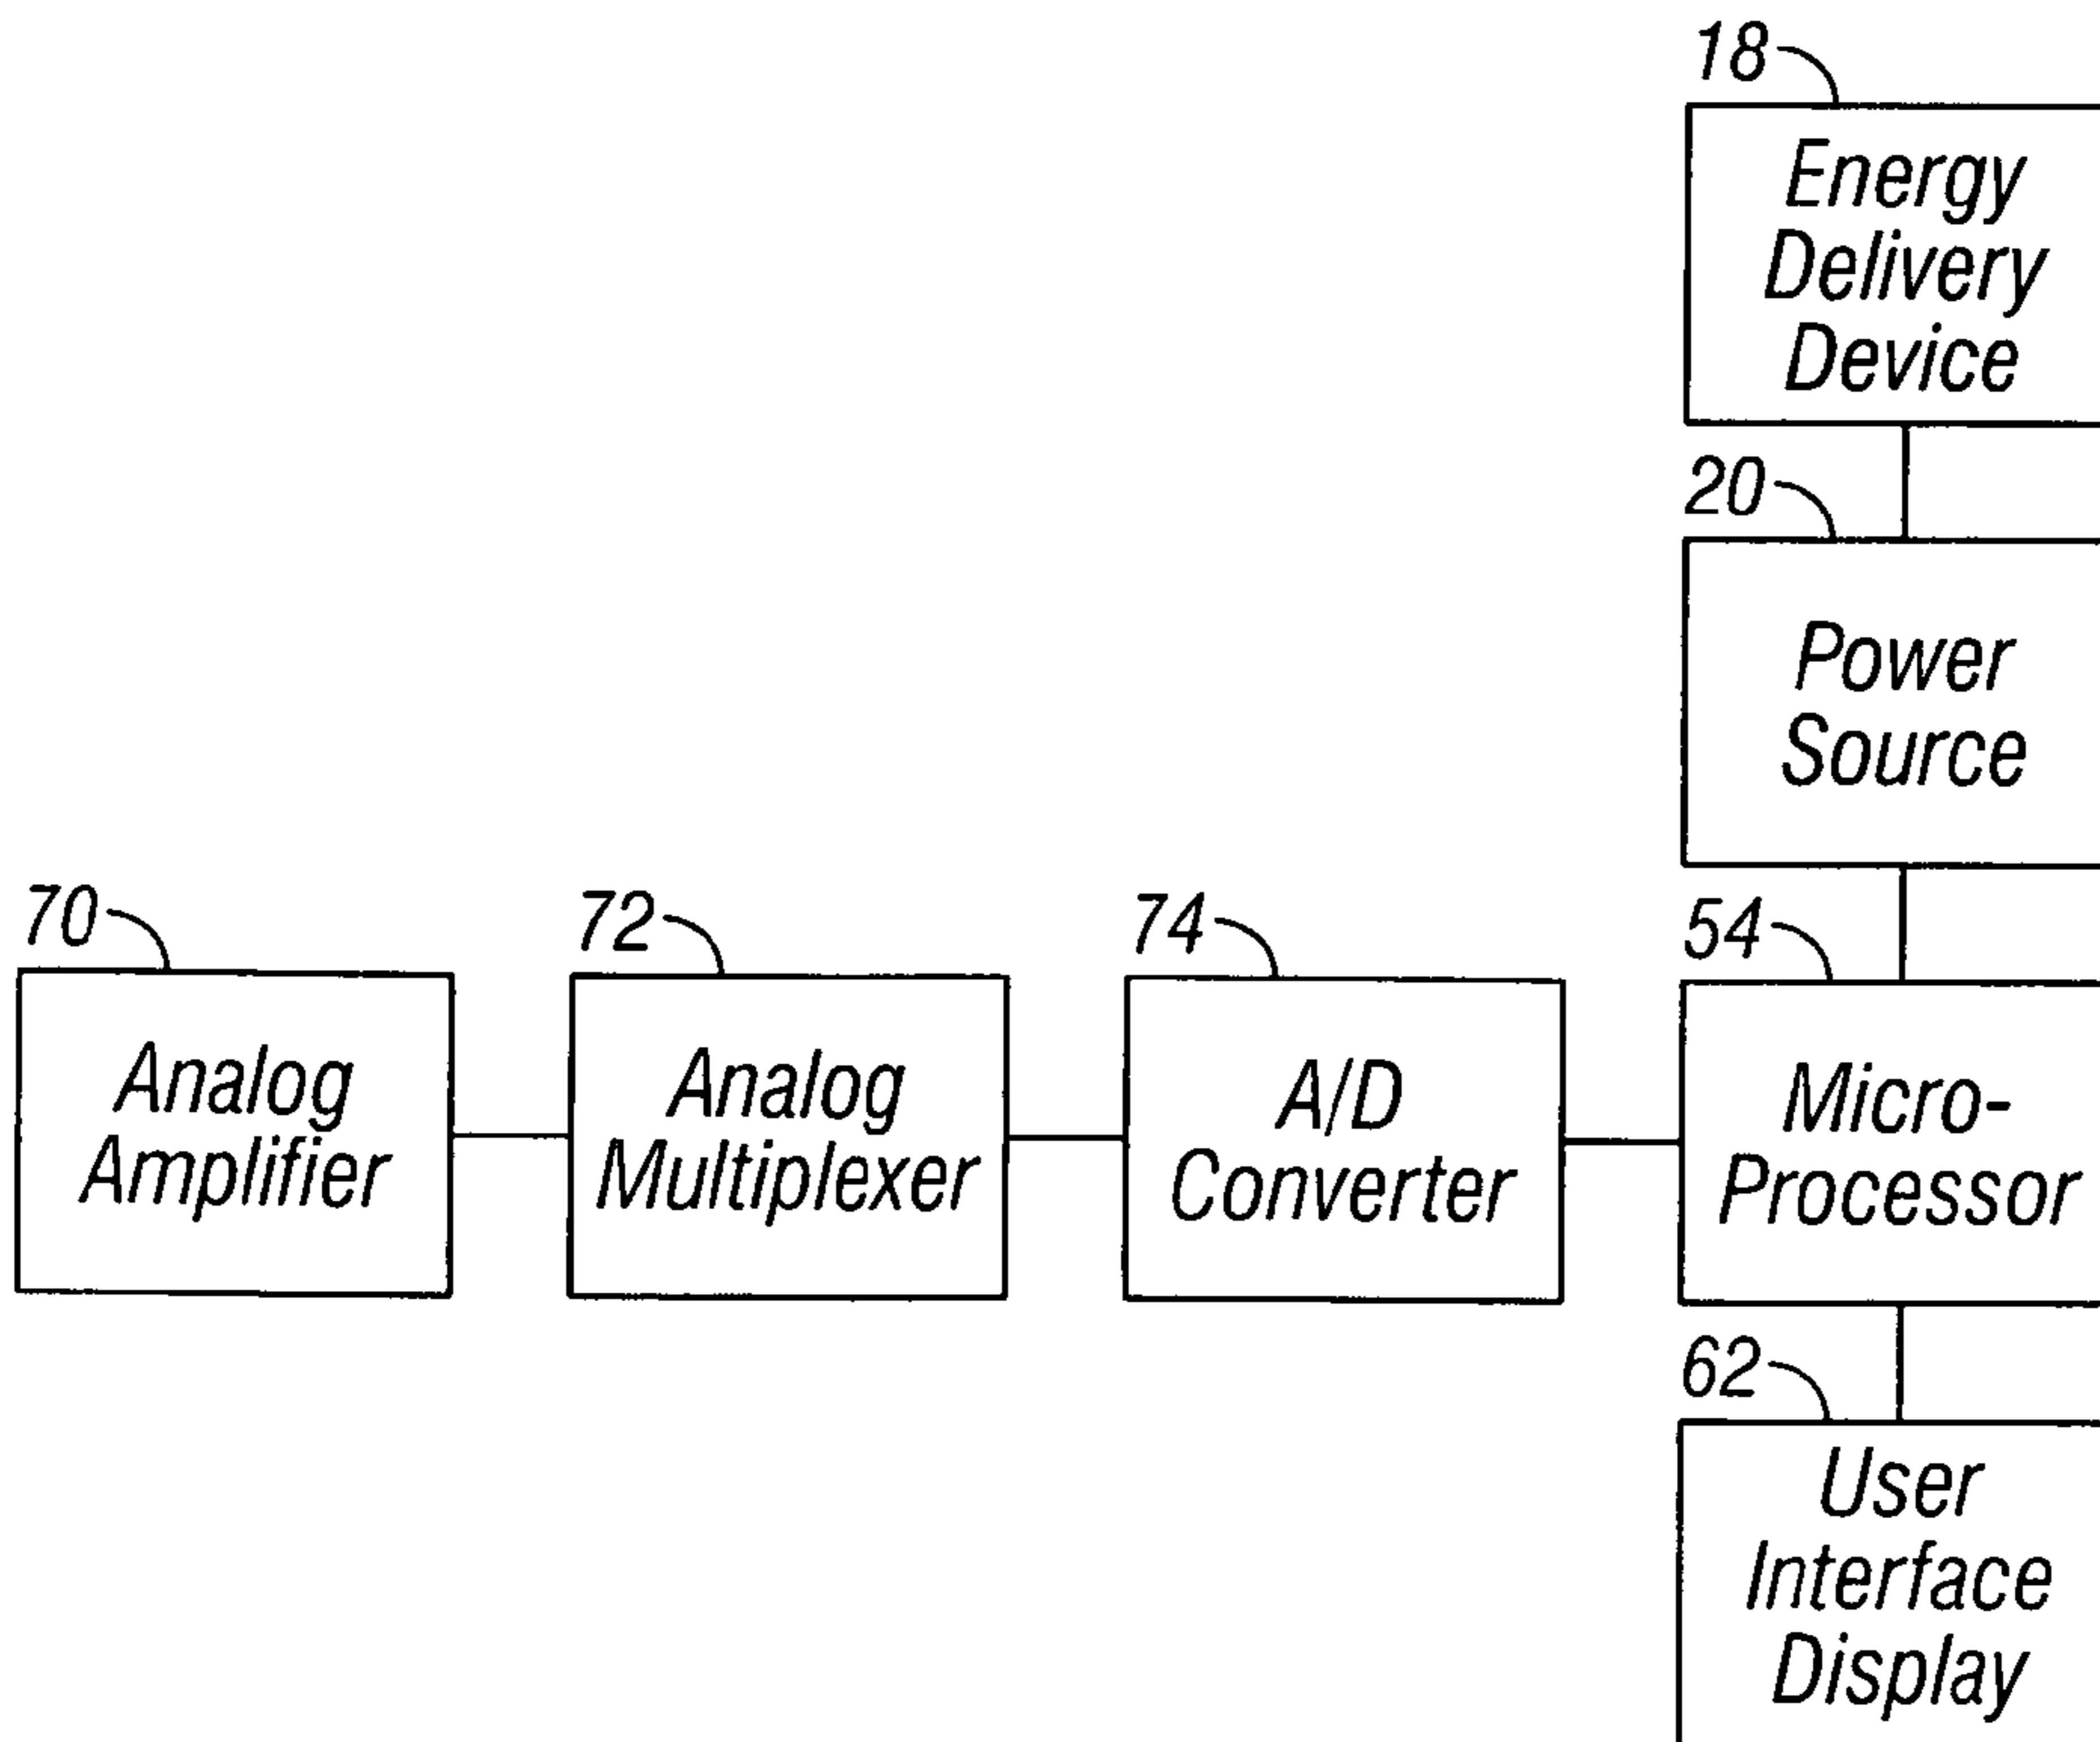 18
Energy
Delivery
Device
20
Power
Source
70
72
74
54
Analog
Amplifier
Analog
Multiplexer
A/D
Converter
Micro-
Processor
62
User
Interface
Display